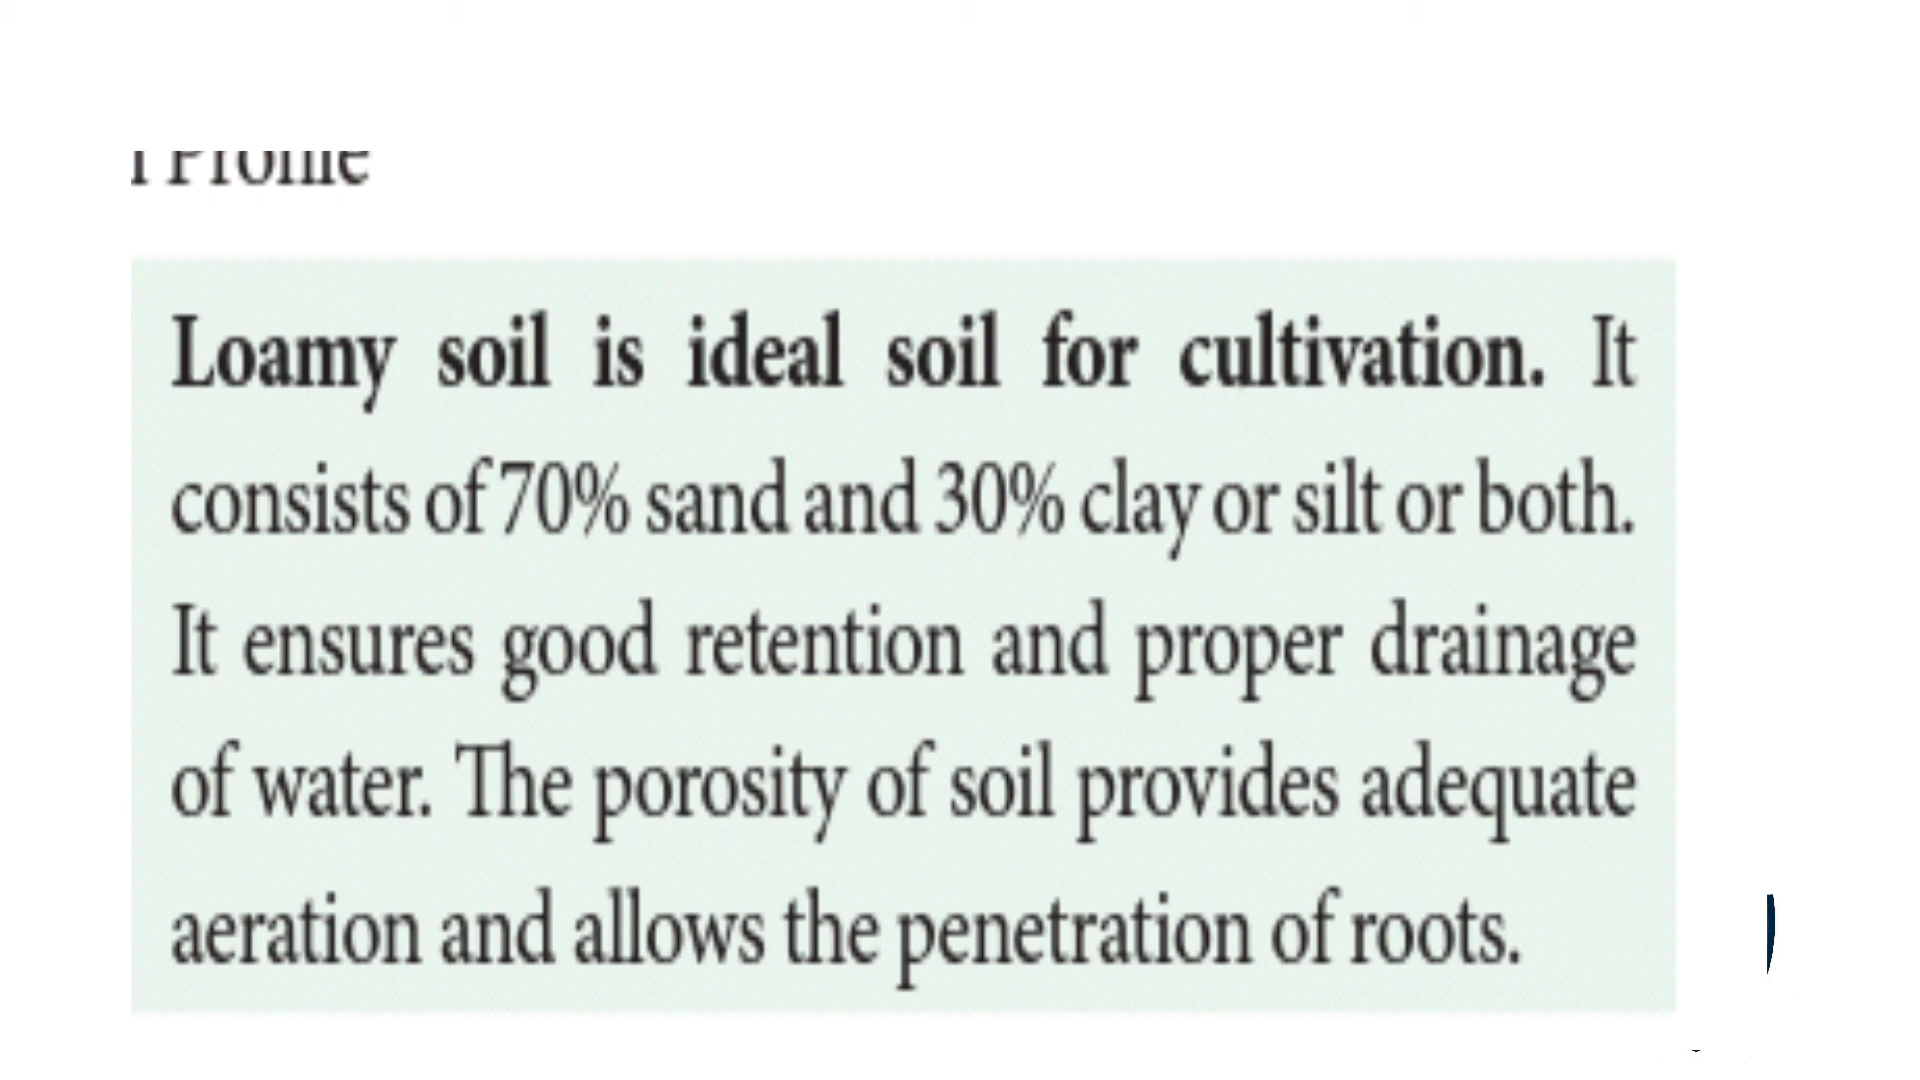 Profile
Loamy soil is ideal soil for cultivation. It
consists of 70% sand and 30% clay or silt or both.
It ensures good retention and proper drainage
of water. The porosity of soil provides adequate
aeration and allows the penetration of roots.